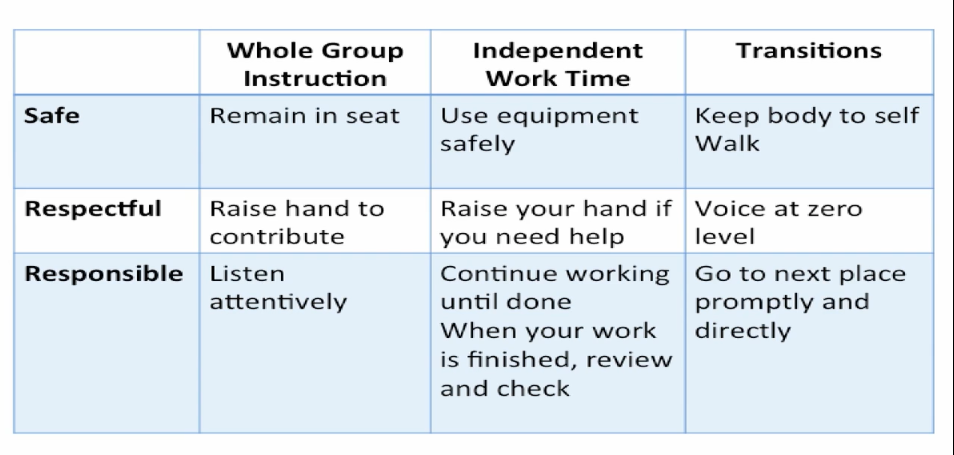 Whole Group
Instruction
Independent
Work Time
Transitions
Safe
Remain in seat
Use equipment
safely
Keep body to self
Walk
Respectful
Raise hand to
contribute
Raise your hand if
you need help
Voice at zero
level
Responsible
Listen
attentively
Continue working
until done
When your work
is finished, review
and check
Go to next place
promptly and
directly